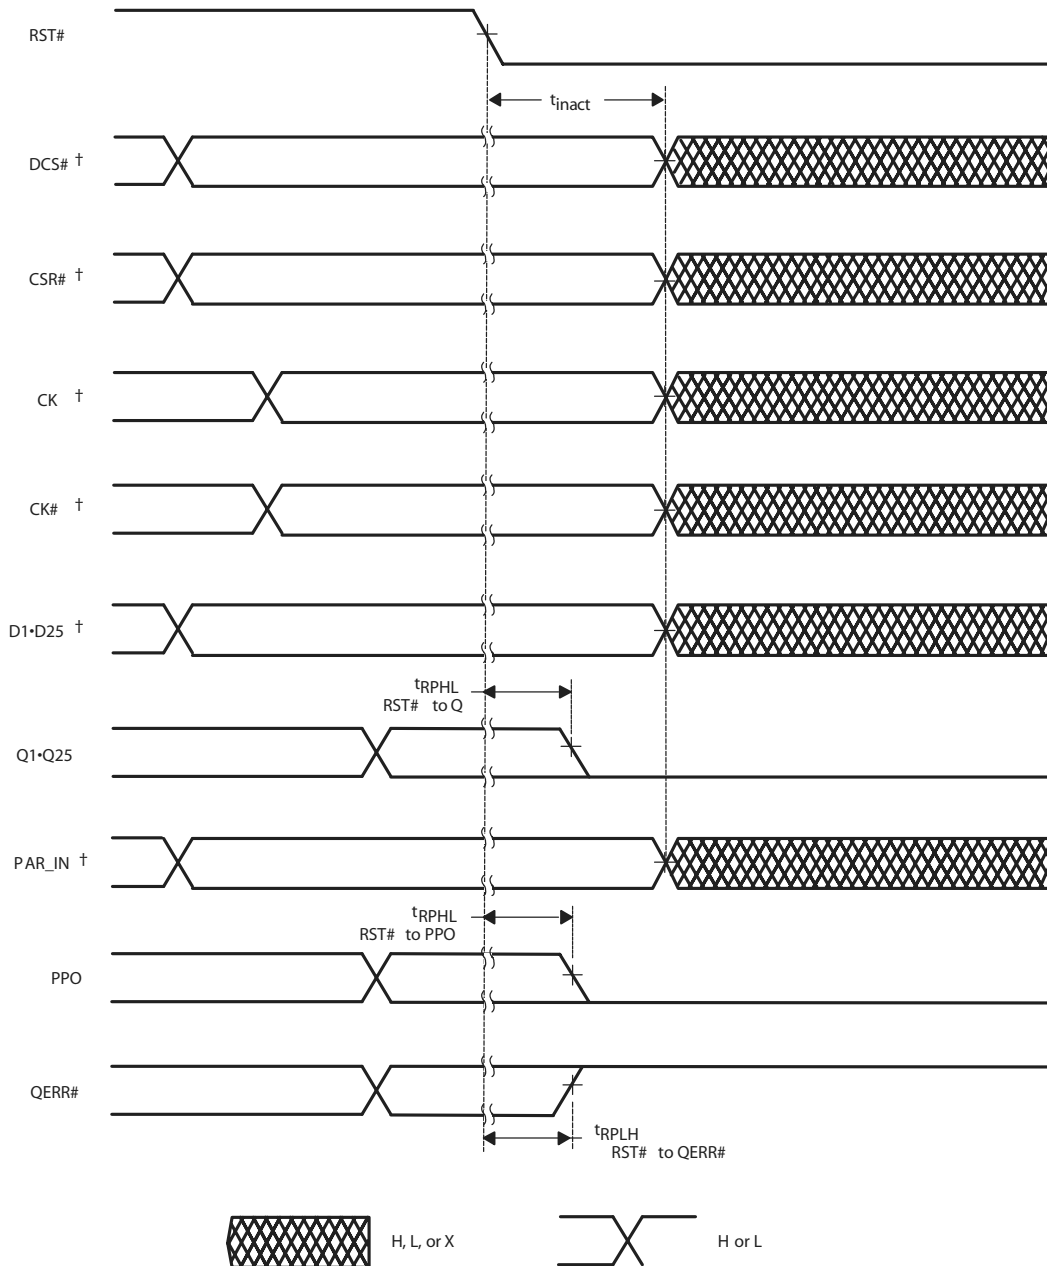 RST#
tinact
DCS# †
CSR# †
CK †
CK# †
D1•D25 †
tRPHL
RST# to Q
Q1•Q25
PAR_IN †
tRPHL
RST# to PPO
PPO
QERR#
tRPLH
RST# to QERR#
H, L, or X
H or L